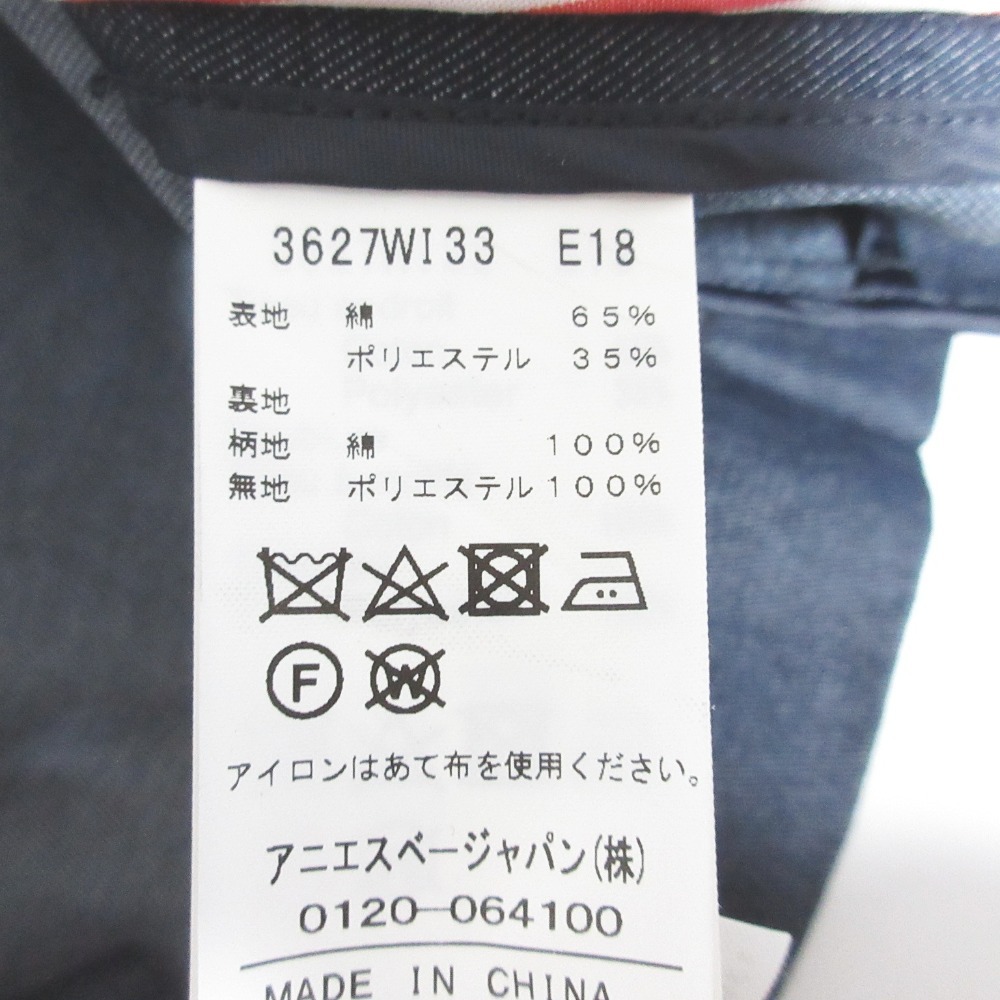 3627WI33 E18
表地 綿 65%
ポリエステル 35%
裏地
柄地 綿 100%
無地 ポリエステル 100%
F W
アイロンはあて布を使用ください。
アニエスベージャパン(株)
0120-064100
MADE IN CHINA